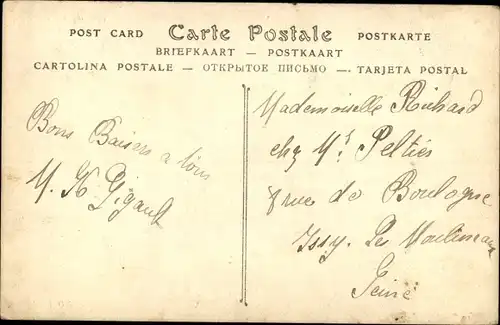 POST CARD Carte Postale POSTKARTE
BRIEFKAART — POSTKAART
CARTOLINA POSTALE — ОТКРЫТОЕ ПИСЬМО —. TARJETA POSTAL
Bons Baisers a tous
M. K Gigault
Mademoiselle Richard
chez Mr Peltier
rue de Boulogne
Issy. Les Moulineaux
Seine